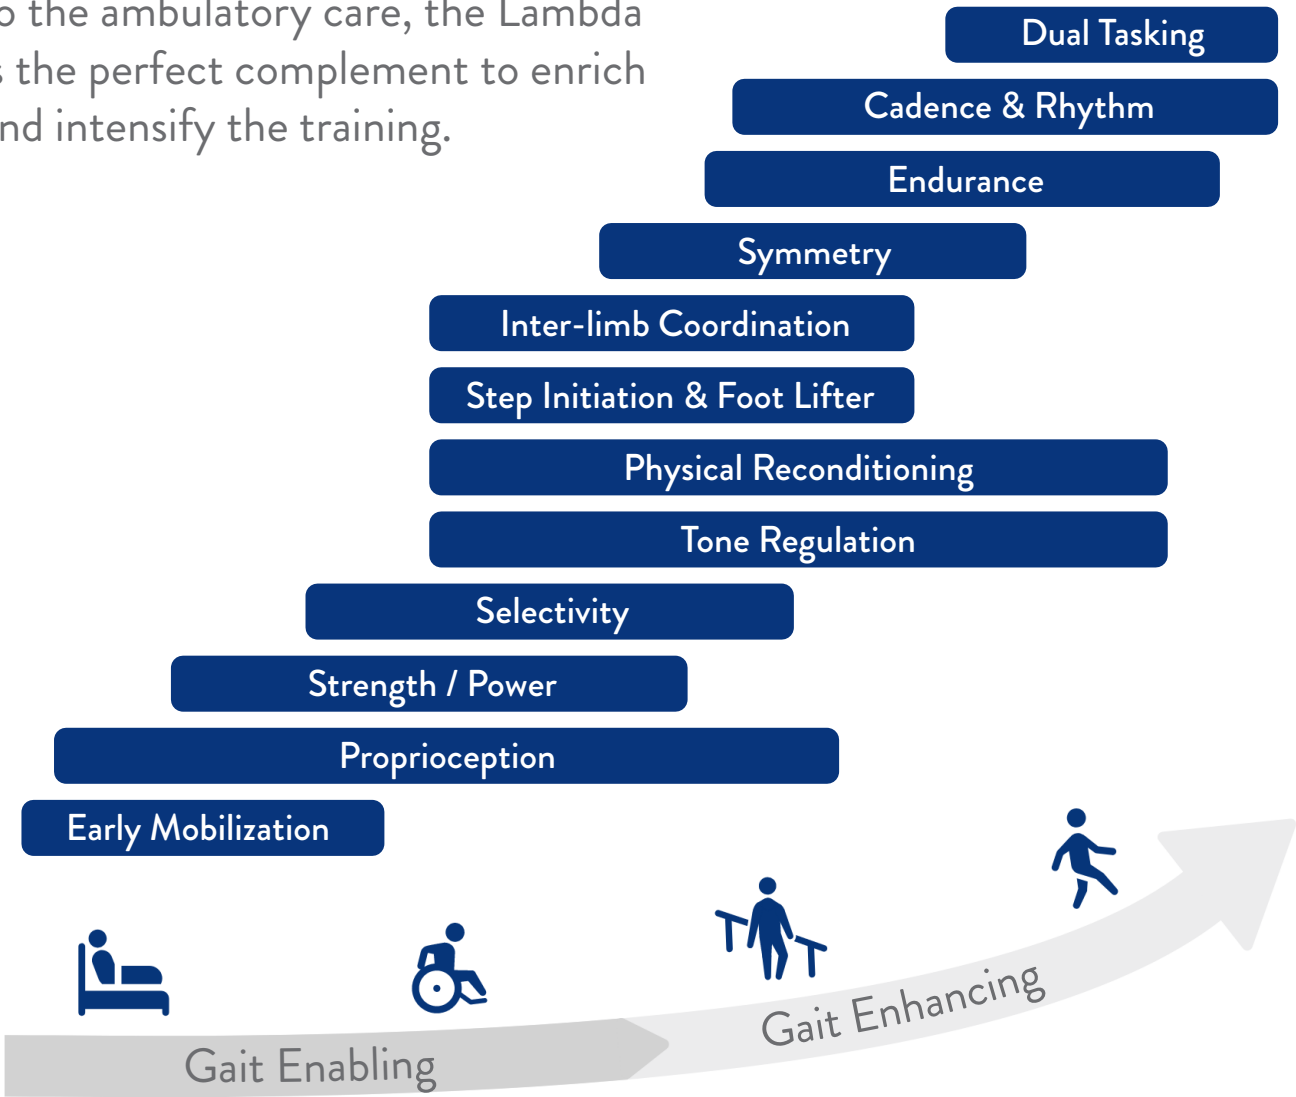 o the ambulatory care, the Lambda
s the perfect complement to enrich
nd intensify the training.
Dual Tasking
Cadence & Rhythm
Endurance
Symmetry
Inter-limb Coordination
Step Initiation & Foot Lifter
Physical Reconditioning
Tone Regulation
Selectivity
Strength / Power
Proprioception
Early Mobilization
Gait Enabling
Gait Enhancing